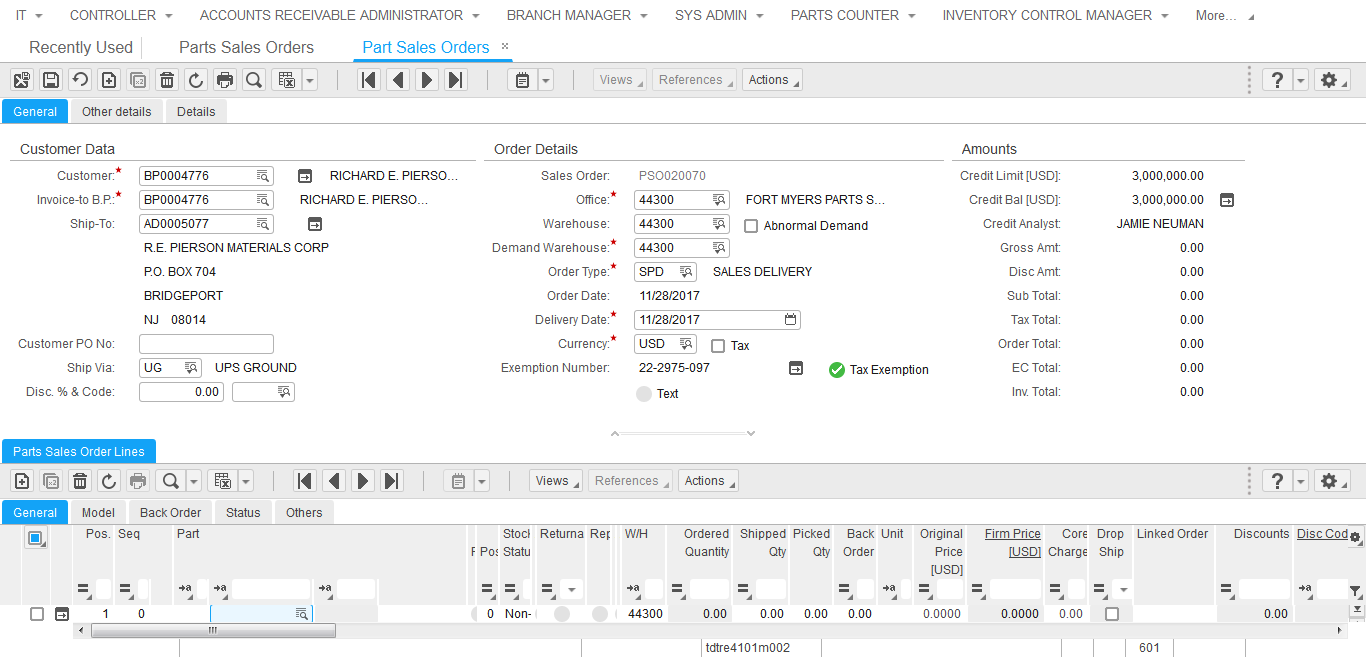 IT CONTROLLER ACCOUNTS RECEIVABLE ADMINISTRATOR BRANCH MANAGER SYS ADMIN PARTS COUNTER INVENTORY CONTROL MANAGER More...
Recently Used Parts Sales Orders Part Sales Orders ×
Views References Actions ?
General Other details Details
Customer Data Order Details Amounts
Customer:* BP0004776 RICHARD E. PIERSO... Sales Order: PSO020070 Credit Limit [USD]: 3,000,000.00
Invoice-to B.P.:* BP0004776 RICHARD E. PIERSO... Office:* 44300 FORT MYERS PARTS S... Credit Bal [USD]: 3,000,000.00
Ship-To: AD0005077 Warehouse: 44300 Abnormal Demand Credit Analyst: JAMIE NEUMAN
R.E. PIERSON MATERIALS CORP Demand Warehouse:* 44300 Gross Amt: 0.00
P.O. BOX 704 Order Type:* SPD SALES DELIVERY Disc Amt: 0.00
BRIDGEPORT Order Date: 11/28/2017 Sub Total: 0.00
NJ 08014 Delivery Date:* 11/28/2017 Tax Total: 0.00
Customer PO No: Currency:* USD Tax Order Total: 0.00
Ship Via: UG UPS GROUND Exemption Number: 22-2975-097 Tax Exemption EC Total: 0.00
Disc. % & Code: 0.00 Text Inv. Total: 0.00
Parts Sales Order Lines
Views References Actions ?
General Model Back Order Status Others
Pos. Seq Part F Pos Stock Status Returna Rep W/H Ordered Quantity Shipped Qty Picked Qty Back Order Unit Original Price [USD] Firm Price [USD] Core Charge Drop Ship Linked Order Discounts Disc Cod
1 0 0 Non- 44300 0.00 0.00 0.00 0.00 0.0000 0.0000 0.00 0.00
tdtre4101m002 601